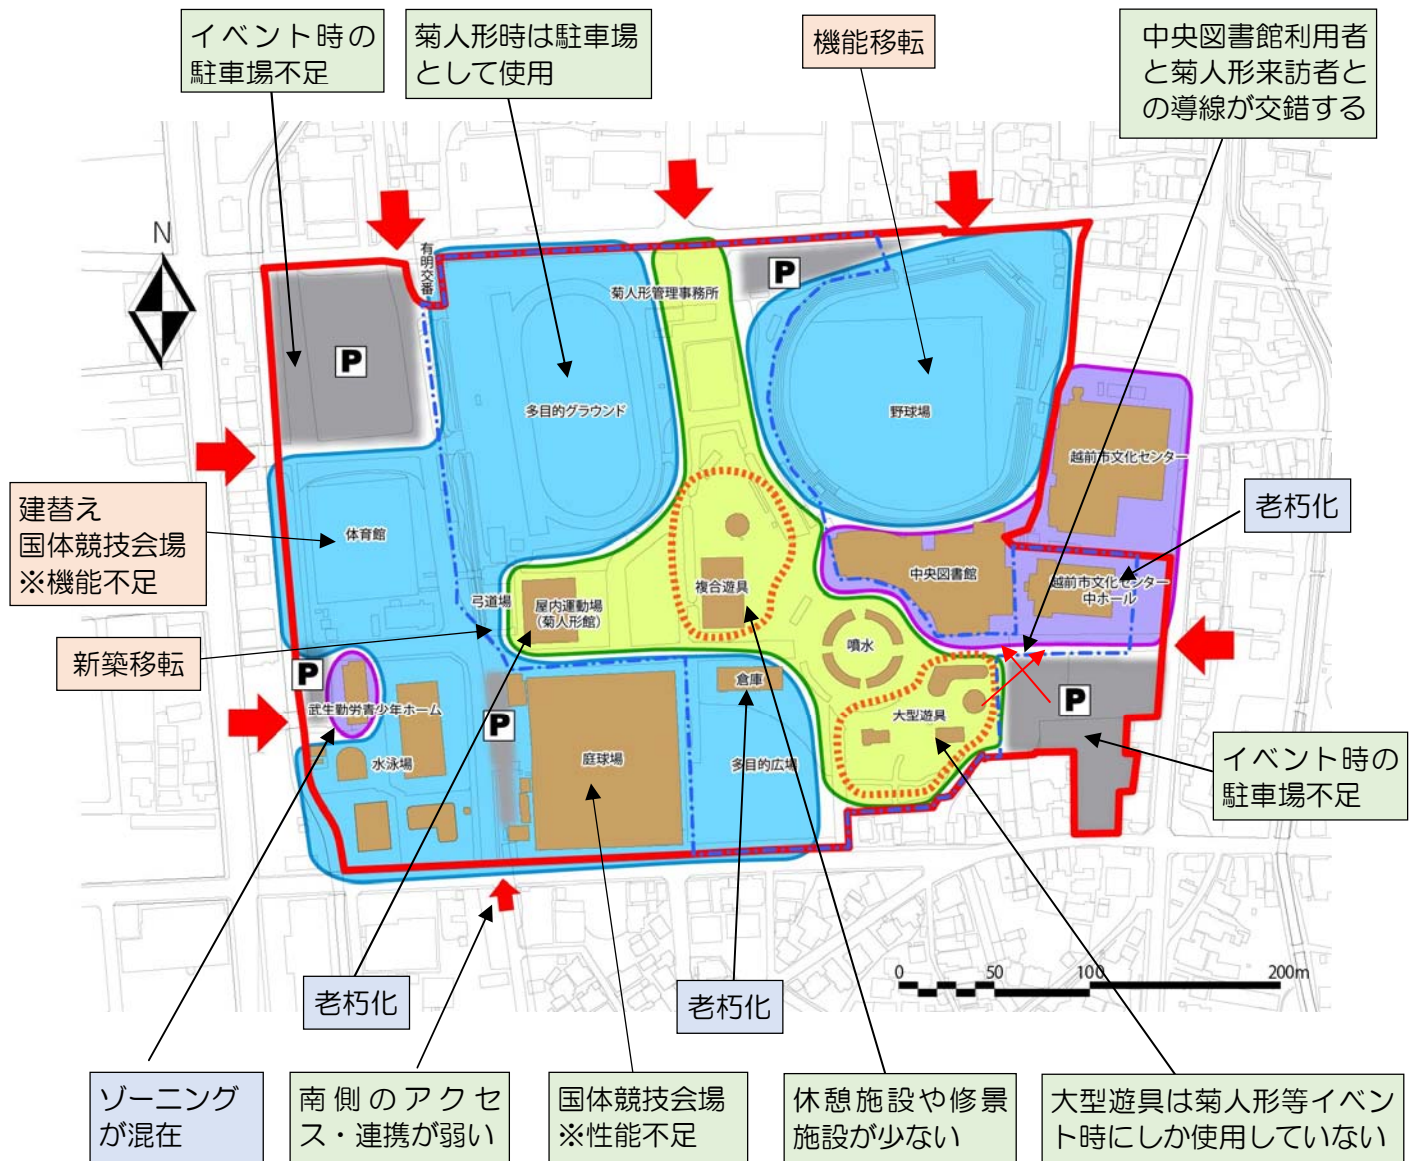 イベント時の
駐車場不足
菊人形時は駐車場
として使用
機能移転
中央図書館利用者
と菊人形来訪者と
の導線が交錯する
N
有明交番
菊人形管理事務所
P
P
多目的グラウンド
野球場
越前市文化センター
建替え
国体競技会場
※機能不足
体育館
老朽化
中央図書館
越前市文化センター
中ホール
複合遊具
弓道場
屋内運動場
(菊人形館)
新築移転
噴水
P
武生勤労青少年ホーム
倉庫
P
P
大型遊具
水泳場
庭球場
多目的広場
イベント時の
駐車場不足
0 50 100 200m
老朽化
老朽化
ゾーニング
が混在
南側のアクセ
ス・連携が弱い
国体競技会場
※性能不足
休憩施設や修景
施設が少ない
大型遊具は菊人形等イベン
ト時にしか使用していない